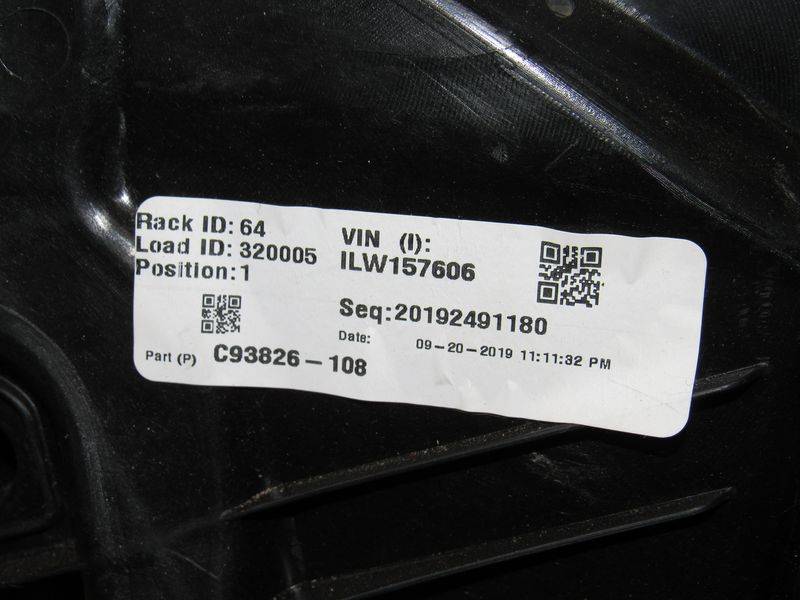 Rack ID: 64
Load ID: 320005
Position:1
Part (P) C93826-108
VIN (I):
ILW157606
Seq:20192491180
Date: 09-20-2019 11:11:32 PM